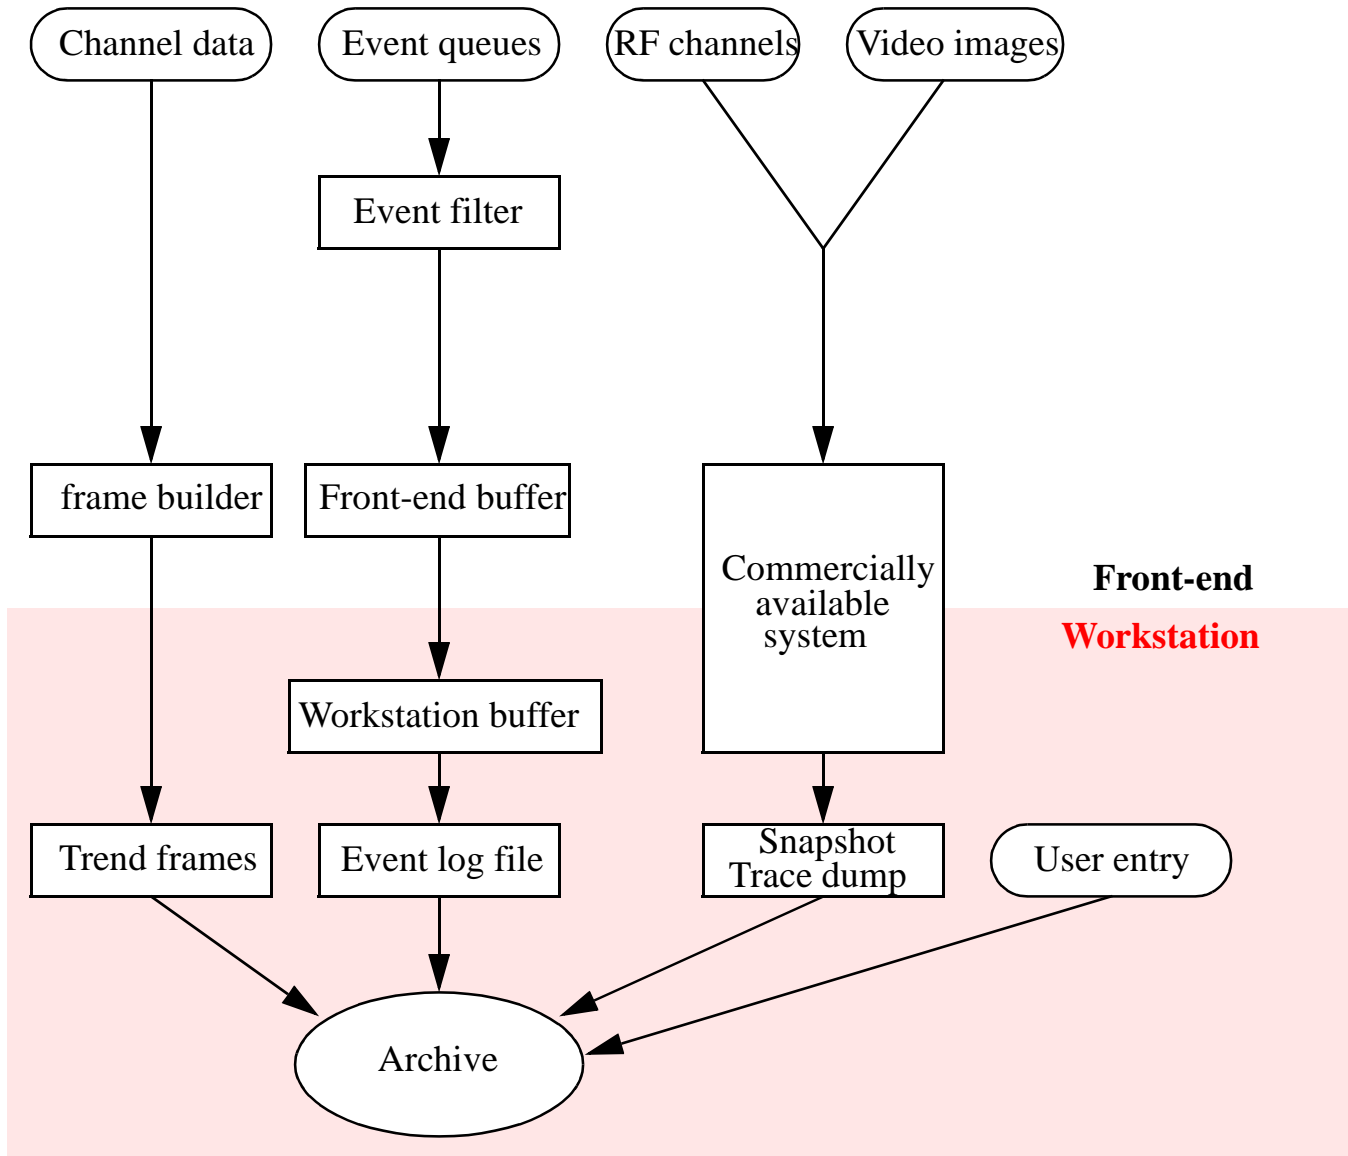 Channel data
Event queues
RF channels
Video images
Event filter
frame builder
Front-end buffer
Commercially
available
system
Front-end
Workstation
Workstation buffer
Trend frames
Event log file
Snapshot
Trace dump
User entry
Archive